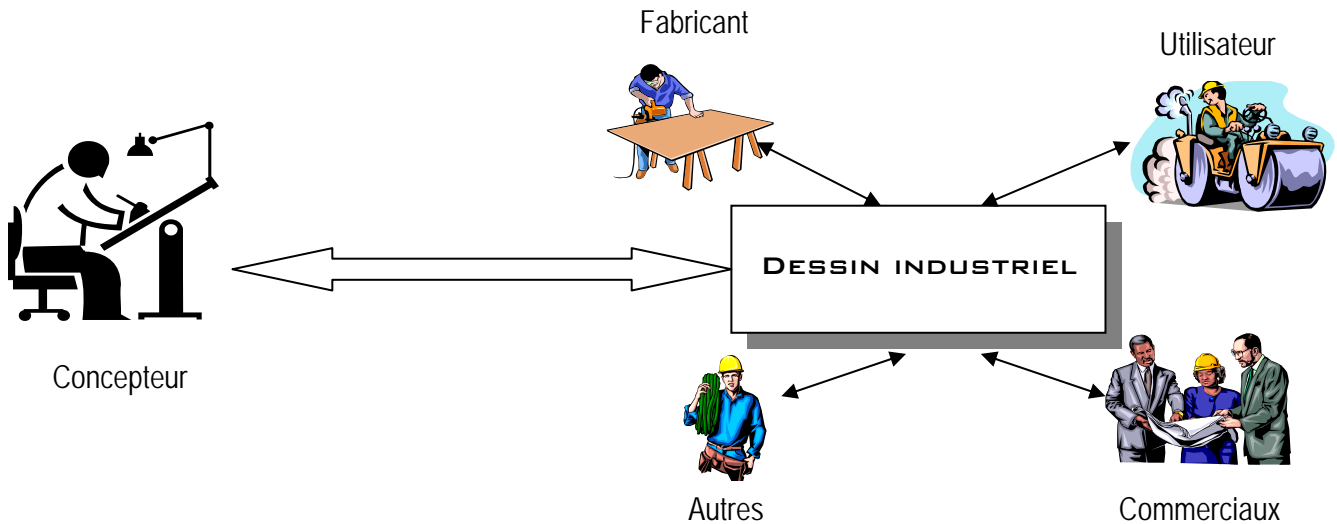 Fabricant
Utilisateur
DESSIN INDUSTRIEL
Concepteur
Autres
Commerciaux